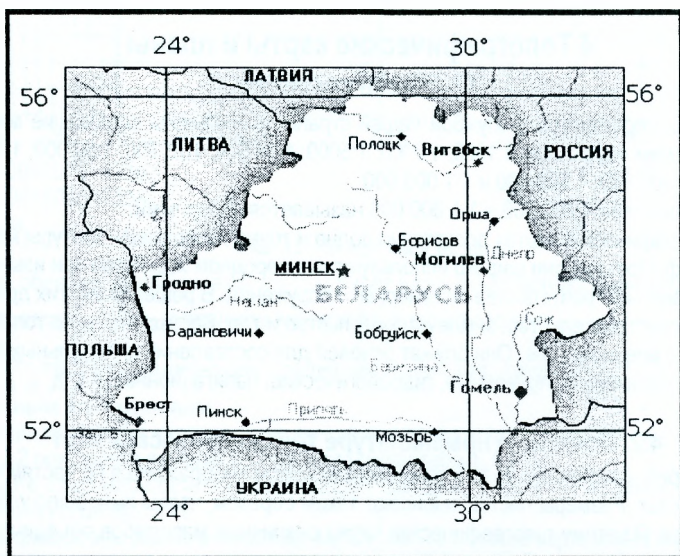 24°
30°
ЛАТВИЯ
56°
56°
ЛИТВА
Полоцк
Витебск
РОССИЯ
Орша
Борисов
Днепр
МИНСК
Могилев
Гродно
Неман
БЕЛАРУСЬ
Сож
Барановичи
Бобруйск
ПОЛЬША
Березина
Гомель
Брест
Пинск
Припять
52°
Мозырь
52°
УКРАИНА
24°
30°